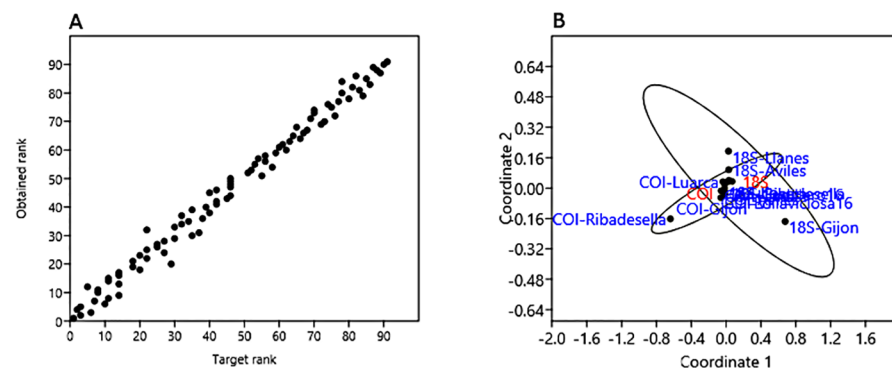 A
B
Obtained rank
90
80
70
60
50
40
30
20
10
0
0 10 20 30 40 50 60 70 80 90
Target rank
Coordinate 2
0.64
0.48
0.32
0.16
0.00
-0.16
-0.32
-0.48
-0.64
18S-Llanes
18S-Aviles
COI-Luarca
18S
COI
COI-Gijon
COI-Ribadesella
18S-Gijon
-2.0 -1.6 -1.2 -0.8 -0.4 0.0 0.4 0.8 1.2 1.6
Coordinate 1